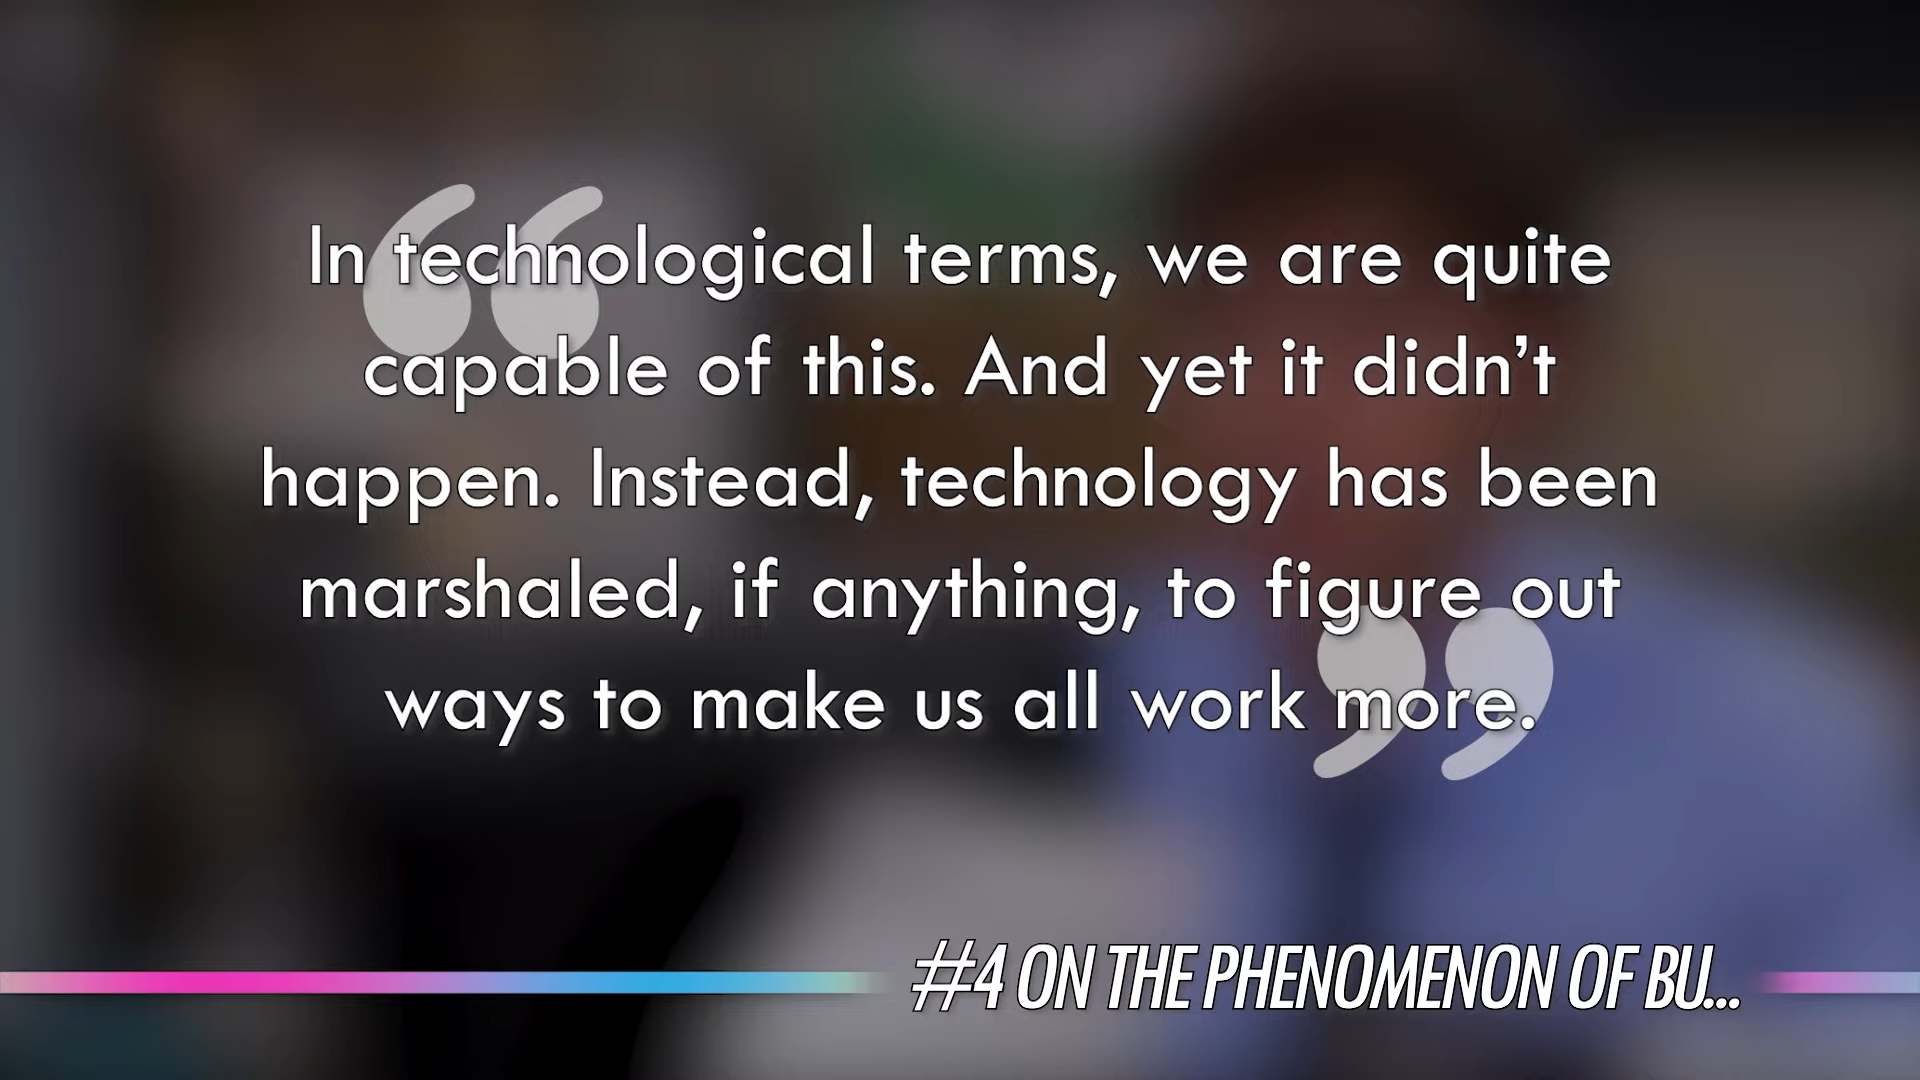 In technological terms, we are quite
capable of this. And yet it didn’t
happen. Instead, technology has been
marshaled, if anything, to figure out
ways to make us all work more.
#4 ON THE PHENOMENON OF BU...